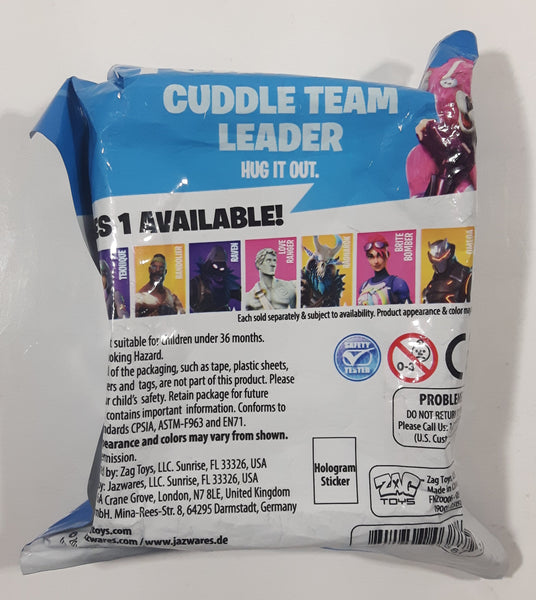 CUDDLE TEAM
LEADER
HUG IT OUT.
ES 1 AVAILABLE!
TEKNIQUE
BANDOLIER
RAVEN
LOVE
RANGER
RAGNAROK
BRITE
BOMBER
OMEGA
Each sold separately & subject to availability. Product appearance & color may
t suitable for children under 36 months.
oking Hazard.
l of the packaging, such as tape, plastic sheets,
ers and tags, are not part of this product. Please
r child's safety. Retain package for future
contains important information. Conforms to
ndards CPSIA, ASTM-F963 and EN71.
earance and colors may vary from shown.
ermission.
d by: Zag Toys, LLC. Sunrise, FL 33326, USA
y: Jazwares, LLC. Sunrise, FL 33326, USA
A Crane Grove, London, N7 8LE, United Kingdom
mbH. Mina-Rees-Str. 8, 64295 Darmstadt, Germany
toys.com
zwares.com / www.jazwares.de
SAFETY
TESTED
0-3
C
PROBLEM
DO NOT RETUR
Please Call Us:
(U.S. Cust
Hologram
Sticker
ZAG
TOYS
Zag Toys,
Made in